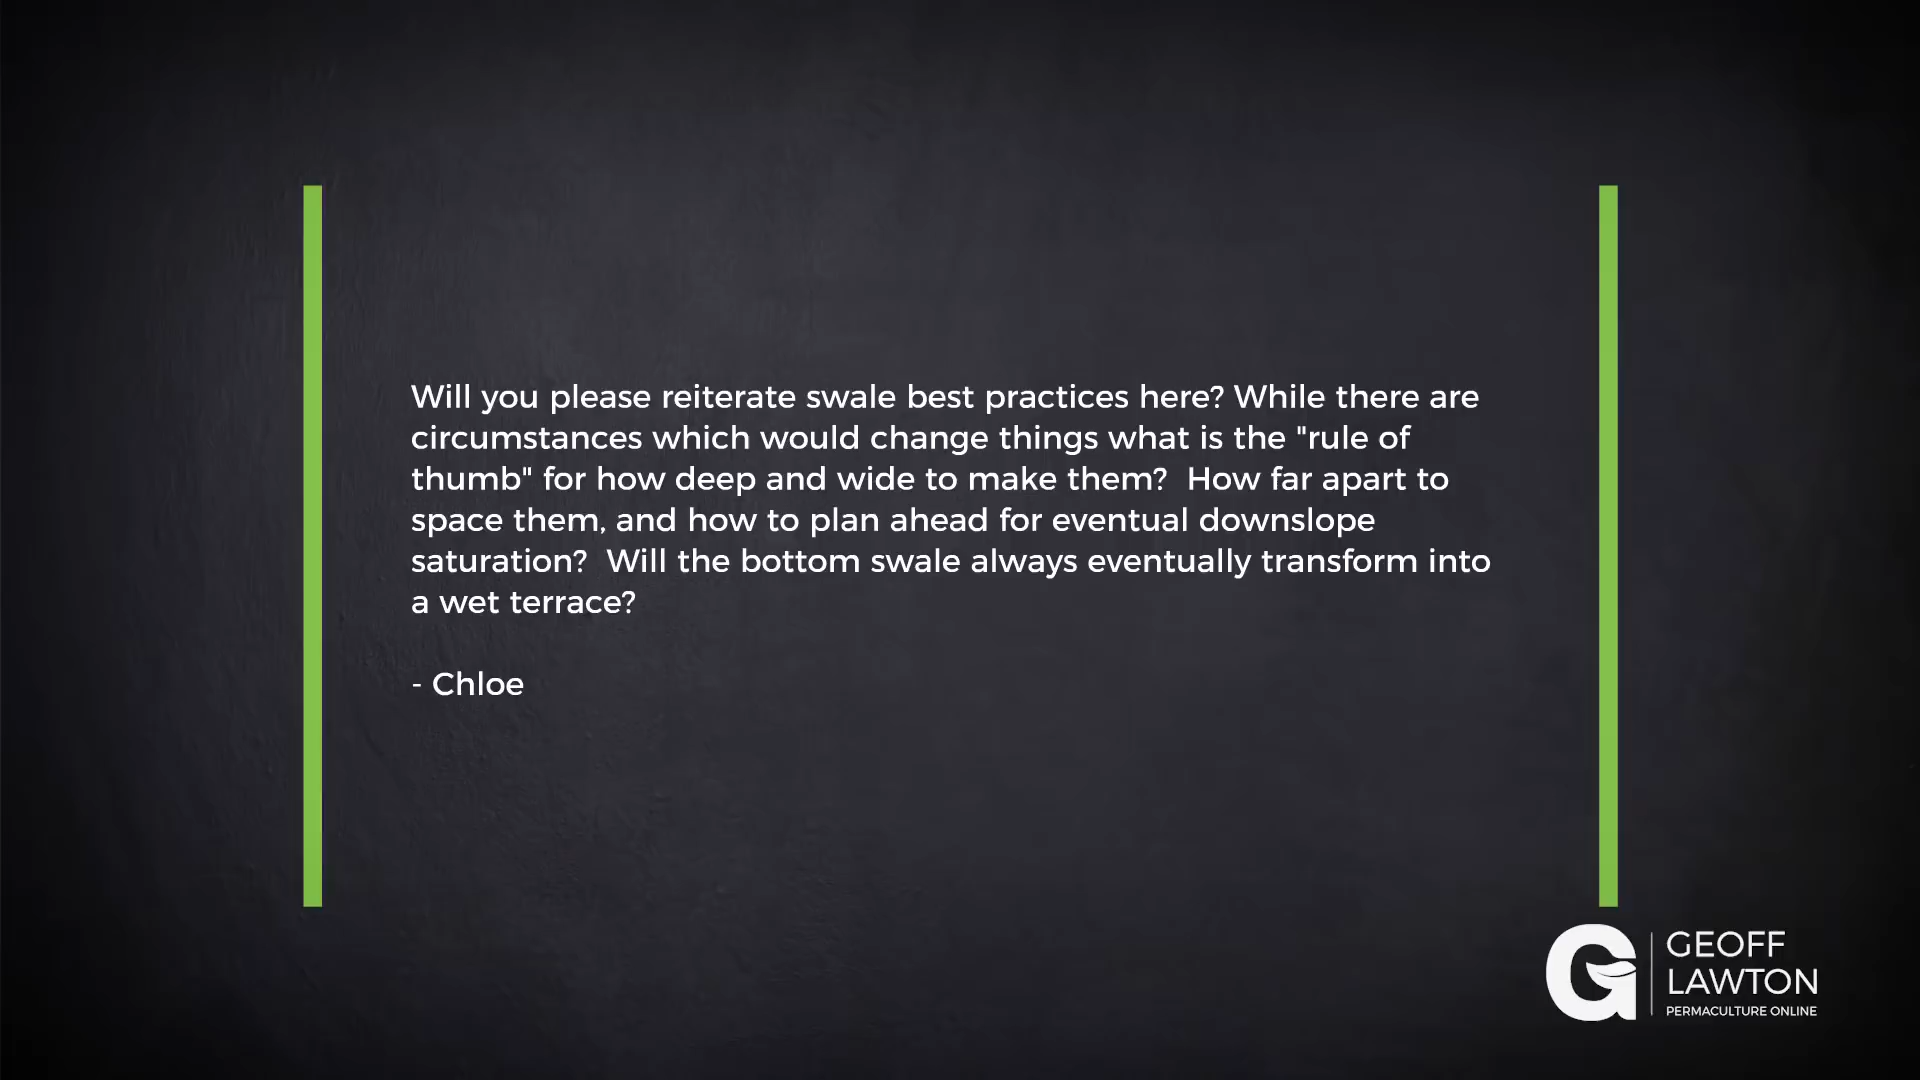 Will you please reiterate swale best practices here? While there are
circumstances which would change things what is the "rule of
thumb" for how deep and wide to make them?  How far apart to
space them, and how to plan ahead for eventual downslope
saturation?  Will the bottom swale always eventually transform into
a wet terrace?
- Chloe
GEOFF
LAWTON
PERMACULTURE ONLINE